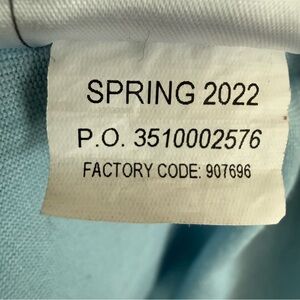 SPRING 2022
P.O. 3510002576
FACTORY CODE: 907696